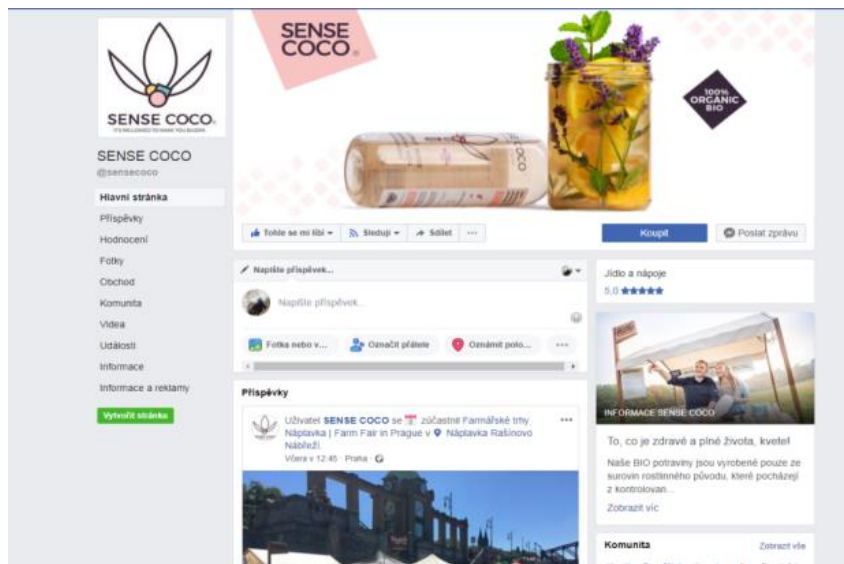 SENSE COCO.
SENSE COCO
@sensecoco
Hlavní stránka
Příspěvky
Hodnocení
Fotky
Obchod
Komunita
Videa
Události
Informace
Informace a reklamy
Vytvořit stránku
SENSE
COCO.
100%
ORGANIC
BIO
Tohle se mi líbí
Sleduji
Sdílet
...
Koupit
Poslat zprávu
Napište příspěvek...
Napište příspěvek...
Fotka nebo v...
Označit přátele
Oznámit polo...
...
Příspěvky
Uživatel SENSE COCO se zúčastnil Farmářské trhy
Náplavka | Farm Fair in Prague v Náplavka Rašínovo
Nábřeží.
Včera v 12:45 · Praha ·
Jídlo a nápoje
5,0 ★★★★★
INFORMACE SENSE COCO
To, co je zdravé a plné života, kvete!
Naše BIO potraviny jsou vyrobené pouze ze
surovin rostlinného původu, které pocházejí
z kontrolovan...
Zobrazit víc
Komunita
Zobrazit vše